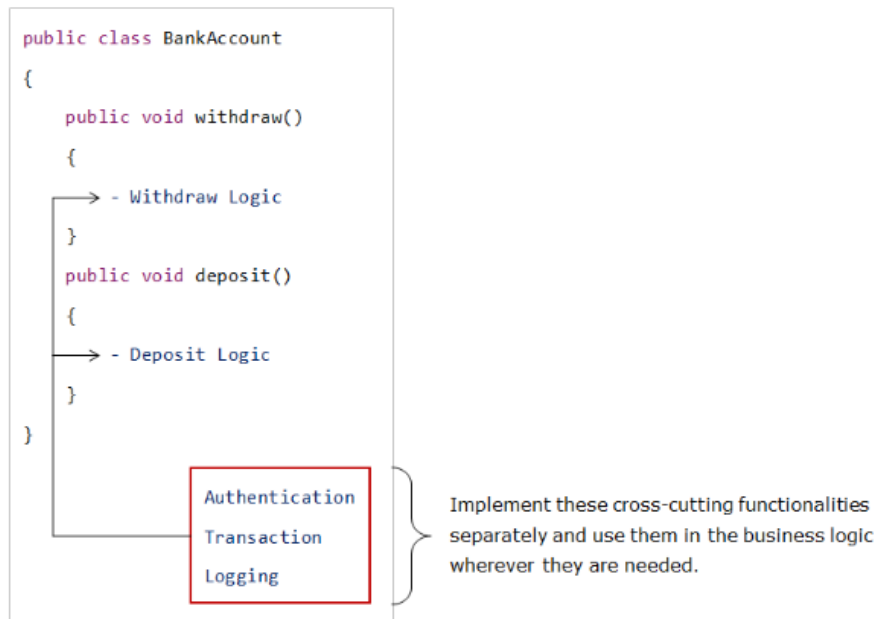 public class BankAccount
{
public void withdraw()
{
- Withdraw Logic
}
public void deposit()
{
- Deposit Logic
}
}
Authentication
Transaction
Logging
Implement these cross-cutting functionalities
separately and use them in the business logic
wherever they are needed.